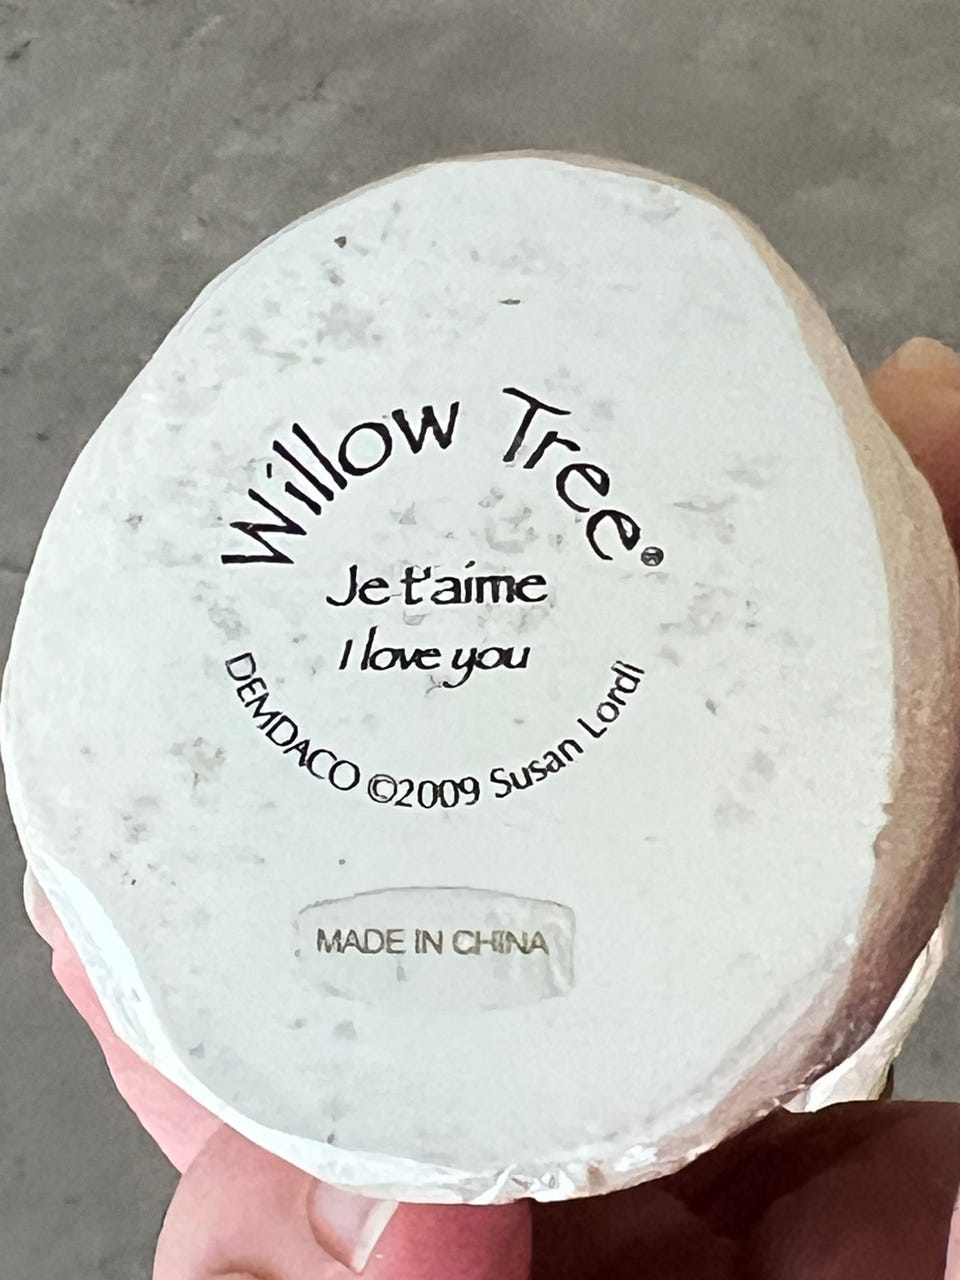 Willow Tree®
Je t'aime
I love you
DEMDACO ©2009 Susan Lordi
MADE IN CHINA